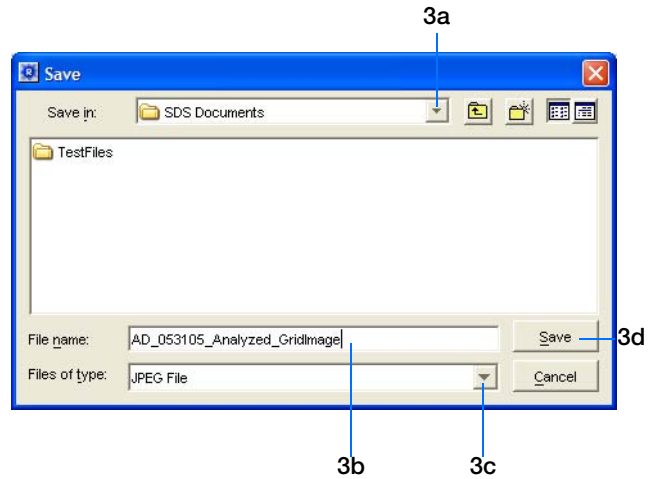 3a
Save
Save in: SDS Documents
TestFiles
File name: AD_053105_Analyzed_GridImage Save 3d
Files of type: JPEG File Cancel
3b 3c